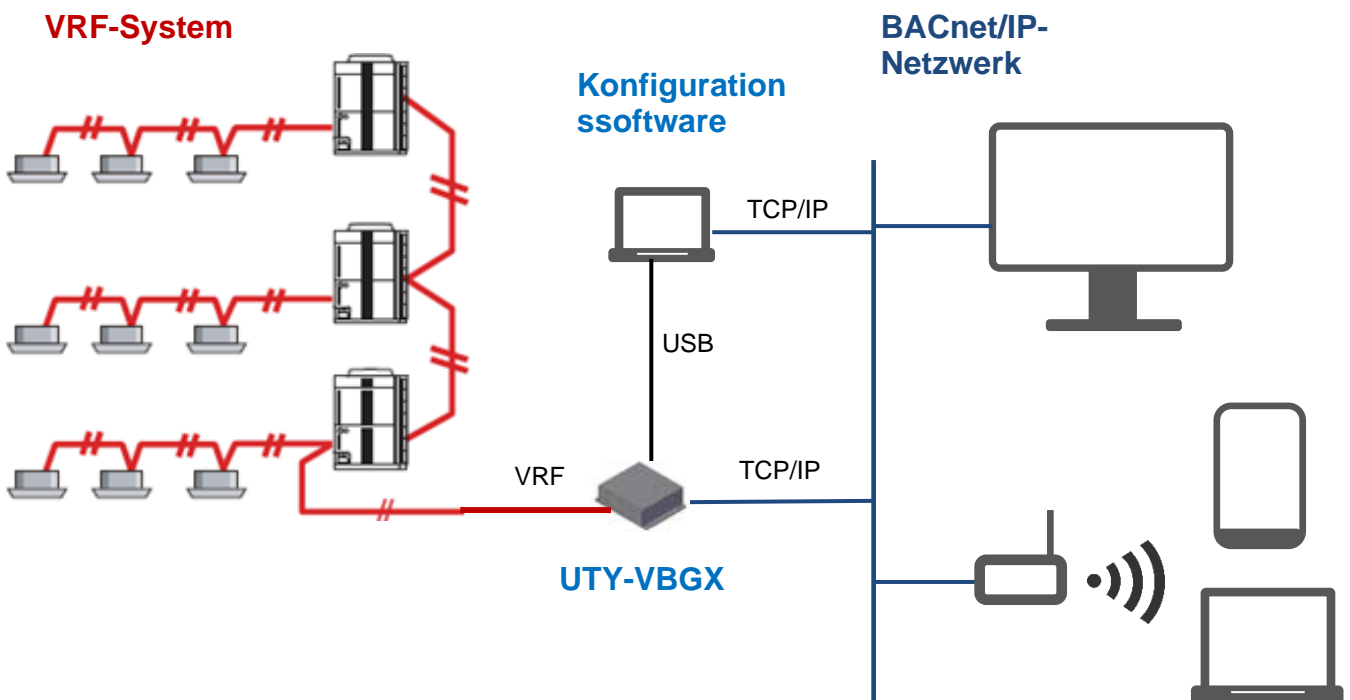 VRF-System
BACnet/IP-
Netzwerk
Konfiguration
ssoftware
TCP/IP
USB
VRF
TCP/IP
UTY-VBGX